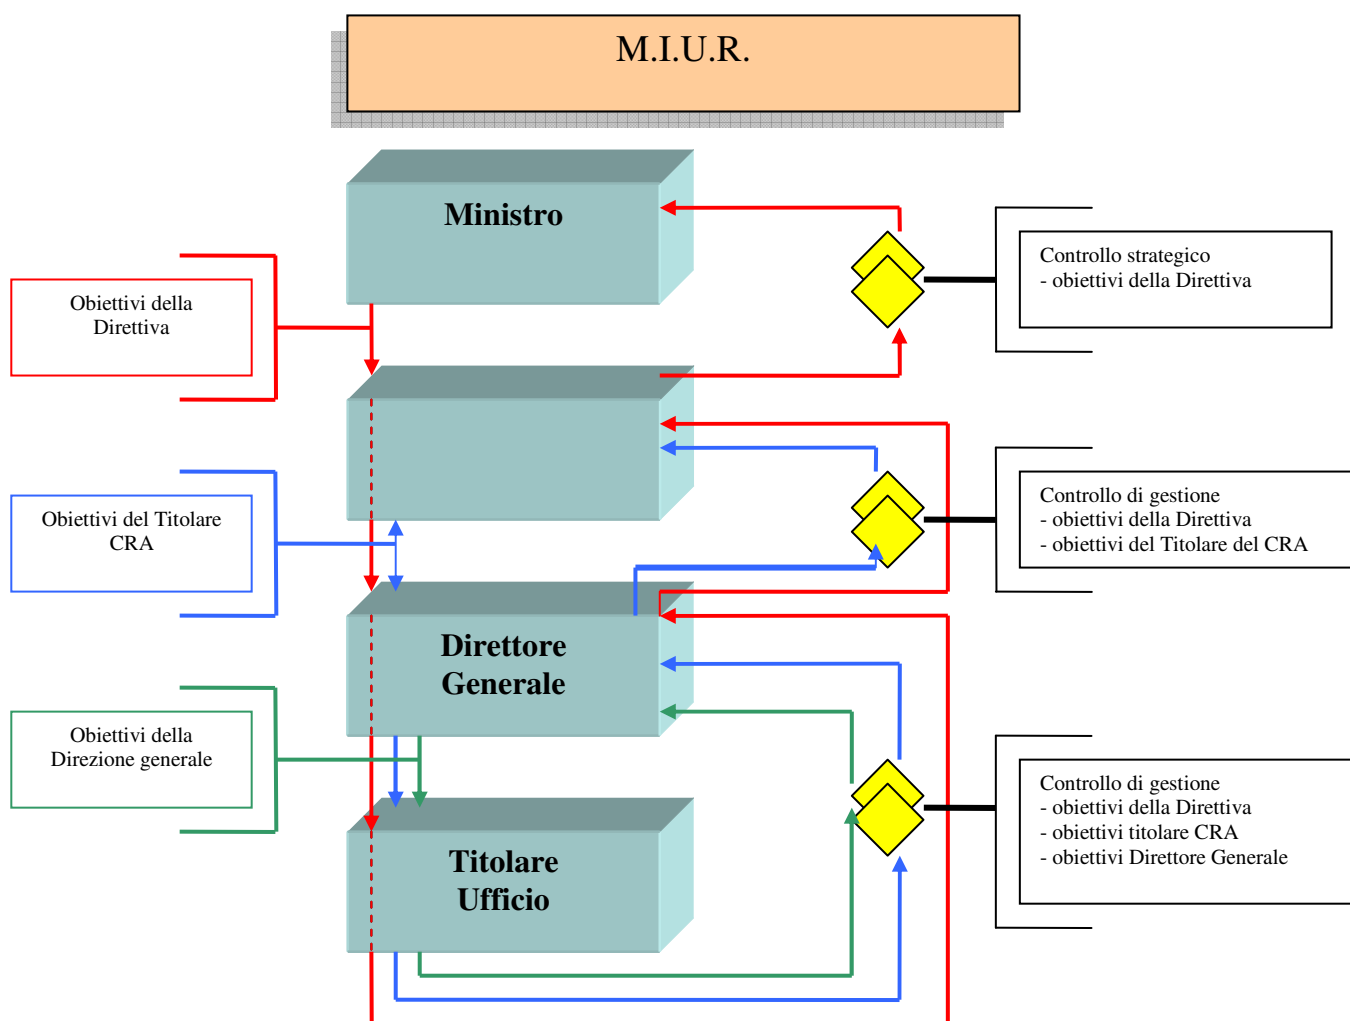 M.I.U.R.
Ministro
Controllo strategico
- obiettivi della Direttiva
Obiettivi della
Direttiva
Obiettivi del Titolare
CRA
Controllo di gestione
- obiettivi della Direttiva
- obiettivi del Titolare del CRA
Direttore
Generale
Obiettivi della
Direzione generale
Controllo di gestione
- obiettivi della Direttiva
- obiettivi titolare CRA
- obiettivi Direttore Generale
Titolare
Ufficio